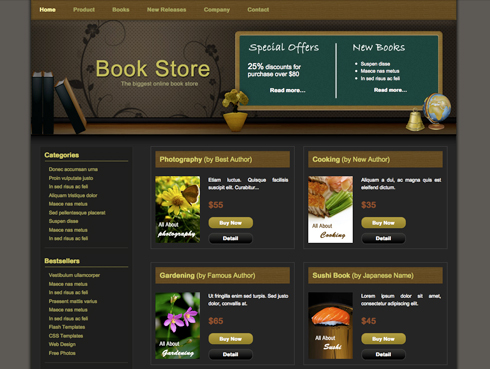 Home Product Books New Releases Company Contact
Book Store
The biggest online book store
Special Offers
25% discounts for
purchase over $80
Read more...
New Books
Suspen disse
Maece nas metus
In sed risus ac feli
Read more...
Categories
Donec accumsan urna
Proin vulputate justo
In sed risus ac feli
Aliquam tristique dolor
Maece nas metus
Sed pellentesque placerat
Suspen disse
Maece nas metus
In sed risus ac feli
Bestsellers
Vestibulum ullamcorper
Maece nas metus
In sed risus ac feli
Praesent mattis varius
Maece nas metus
In sed risus ac feli
Flash Templates
CSS Templates
Web Design
Free Photos
Photography (by Best Author)
All About
photography
Etiam luctus. Quisque facilisis
suscipit elit. Curabitur...
$55
Buy Now
Detail
Cooking (by New Author)
All About
Cooking
Aliquam a dui, ac magna quis est
eleifend dictum.
$35
Buy Now
Detail
Gardening (by Famous Author)
All About
Gardening
Ut fringilla enim sed turpis. Sed justo
dolor, convallis at.
$65
Buy Now
Detail
Sushi Book (by Japanese Name)
All About
Sushi
Lorem ipsum dolor sit amet,
consectetur adipiscing elit.
$45
Buy Now
Detail